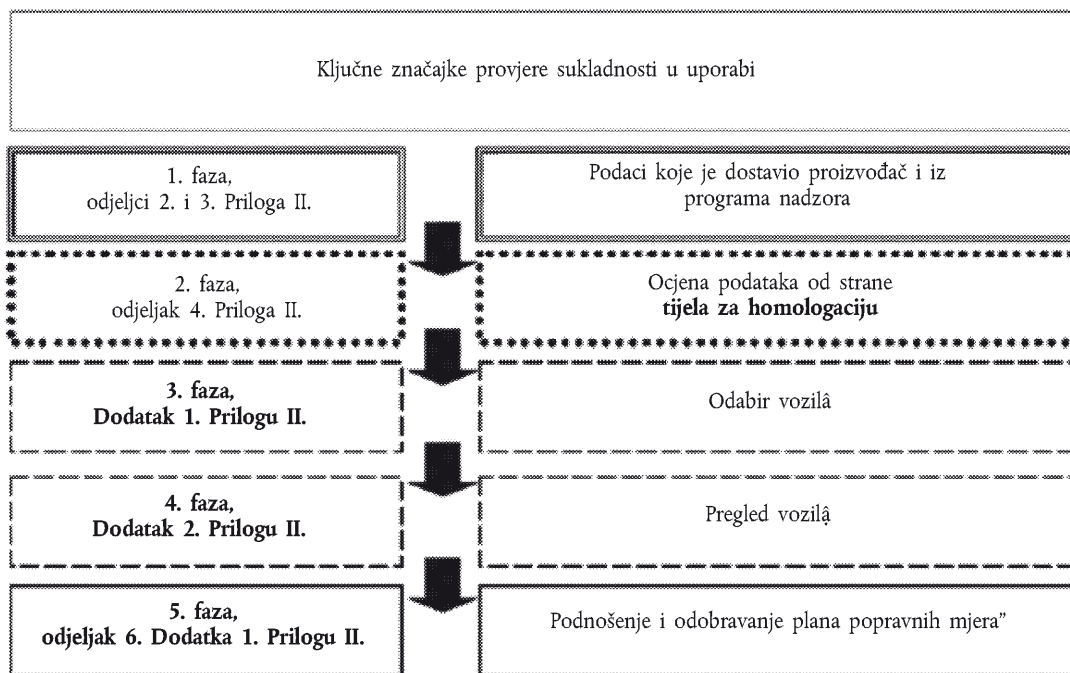 Ključne značajke provjere sukladnosti u uporabi
1. faza,
odjeljci 2. i 3. Priloga II.
Podaci koje je dostavio proizvođač i iz
programa nadzora
2. faza,
odjeljak 4. Priloga II.
Ocjena podataka od strane
tijela za homologaciju
3. faza,
Dodatak 1. Prilogu II.
Odabir vozilâ
4. faza,
Dodatak 2. Prilogu II.
Pregled vozilâ
5. faza,
odjeljak 6. Dodatka 1. Prilogu II.
Podnošenje i odobravanje plana popravnih mjera”